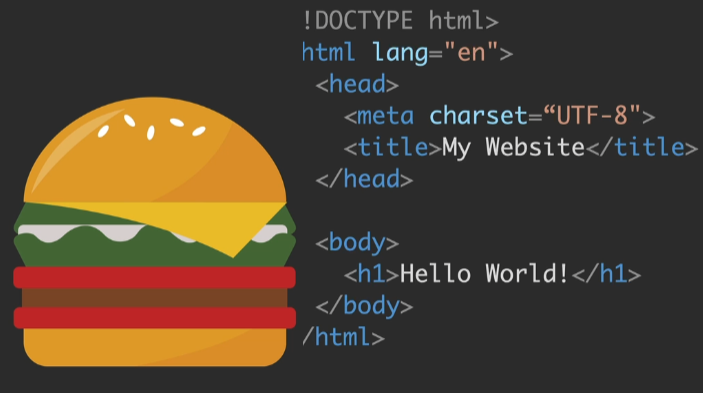 !DOCTYPE html>
html lang="en">
<head>
<meta charset=“UTF-8">
<title>My Website</title>
</head>
<body>
<h1>Hello World!</h1>
</body>
/html>